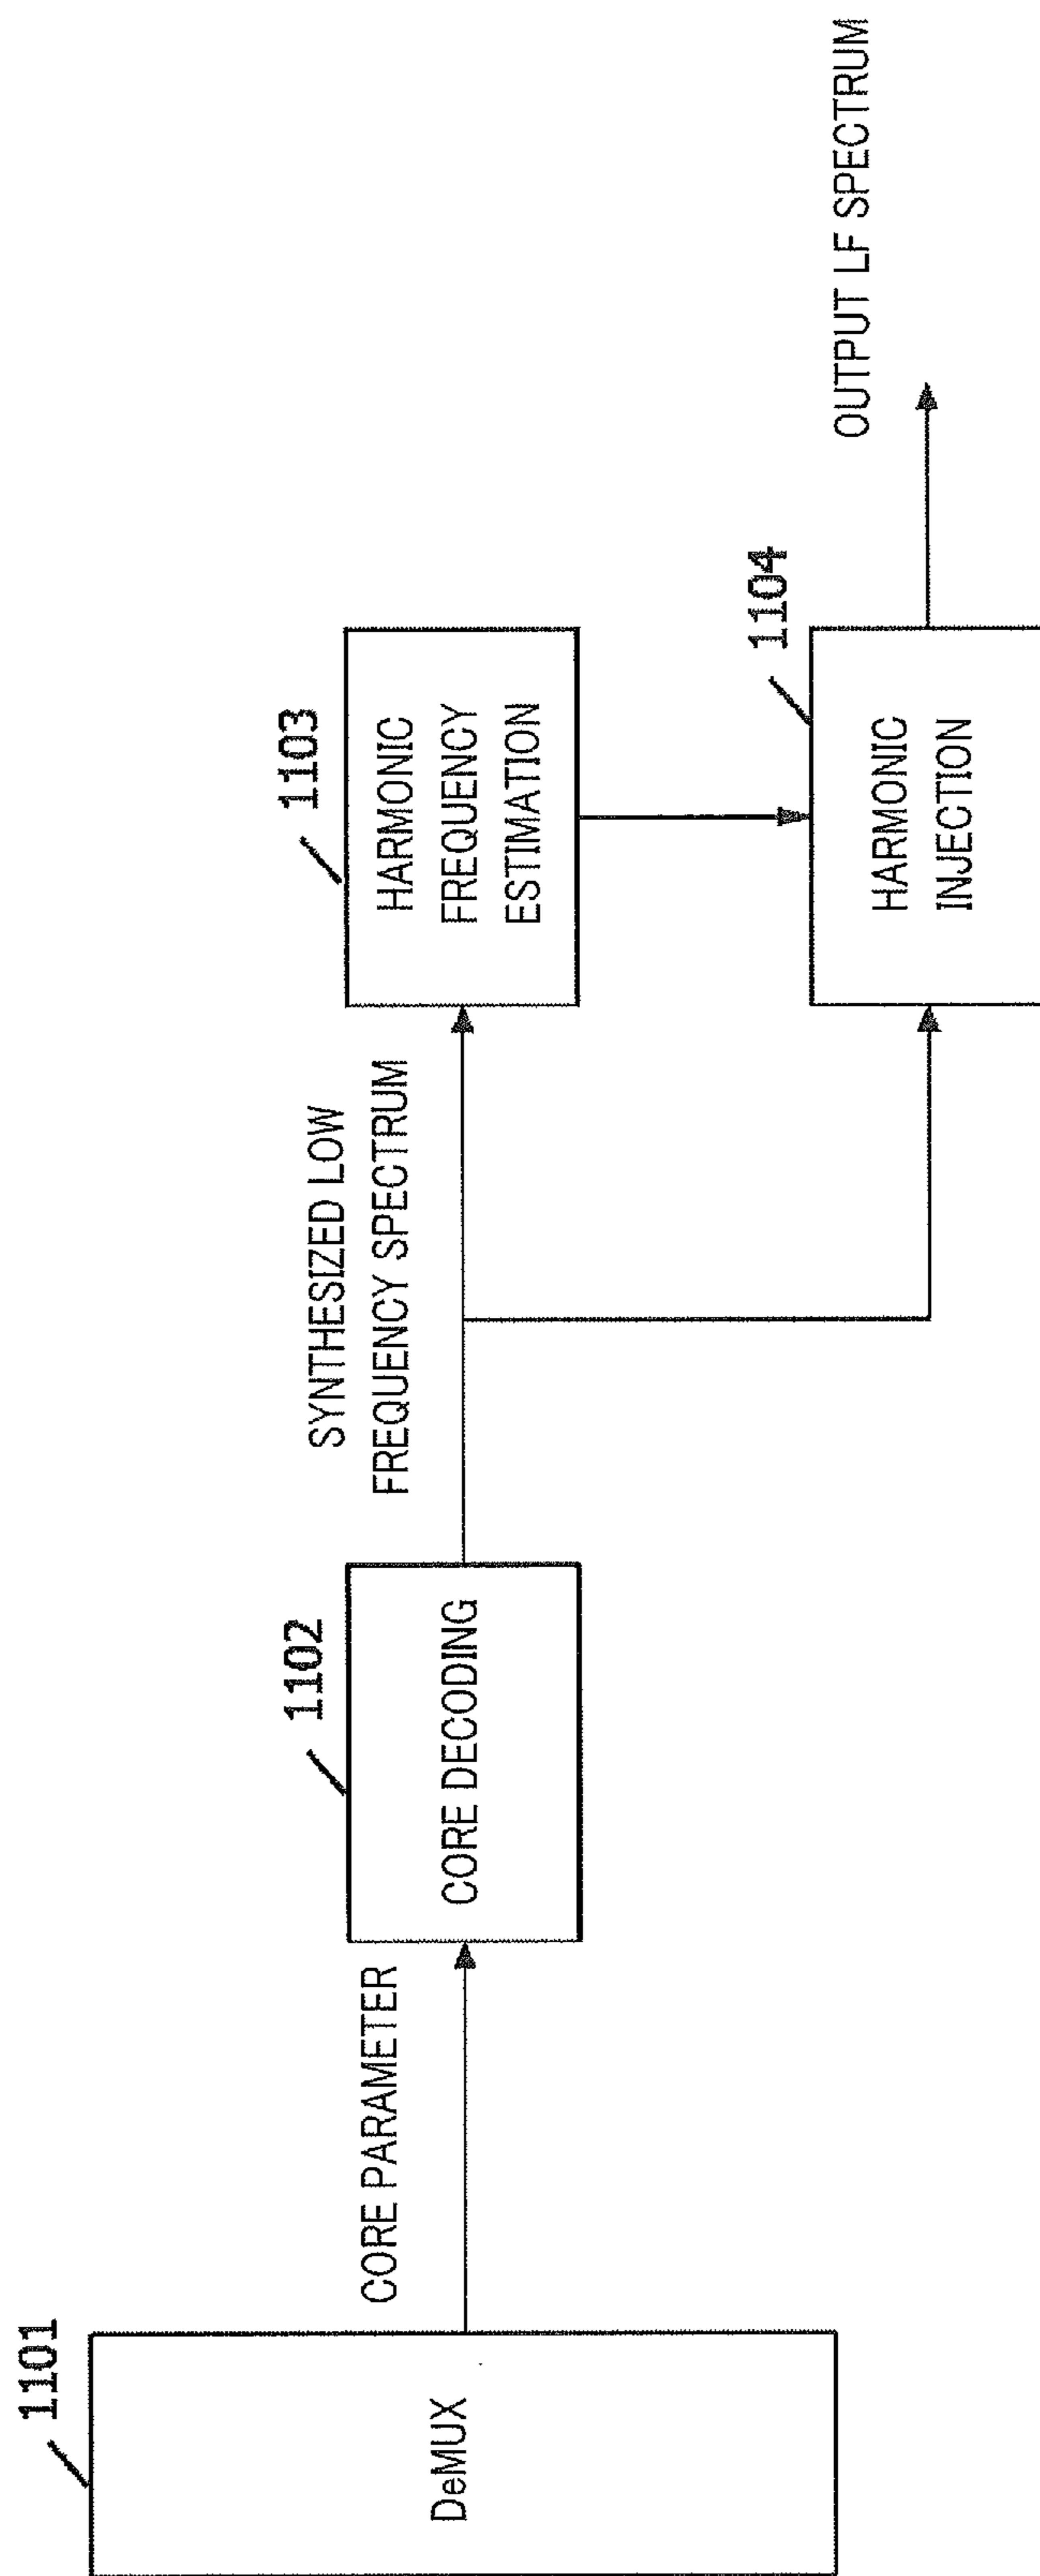 1101
DeMUX
CORE PARAMETER
1102
CORE DECODING
SYNTHESIZED LOW
FREQUENCY SPECTRUM
1103
HARMONIC
FREQUENCY
ESTIMATION
1104
HARMONIC
INJECTION
OUTPUT LF SPECTRUM